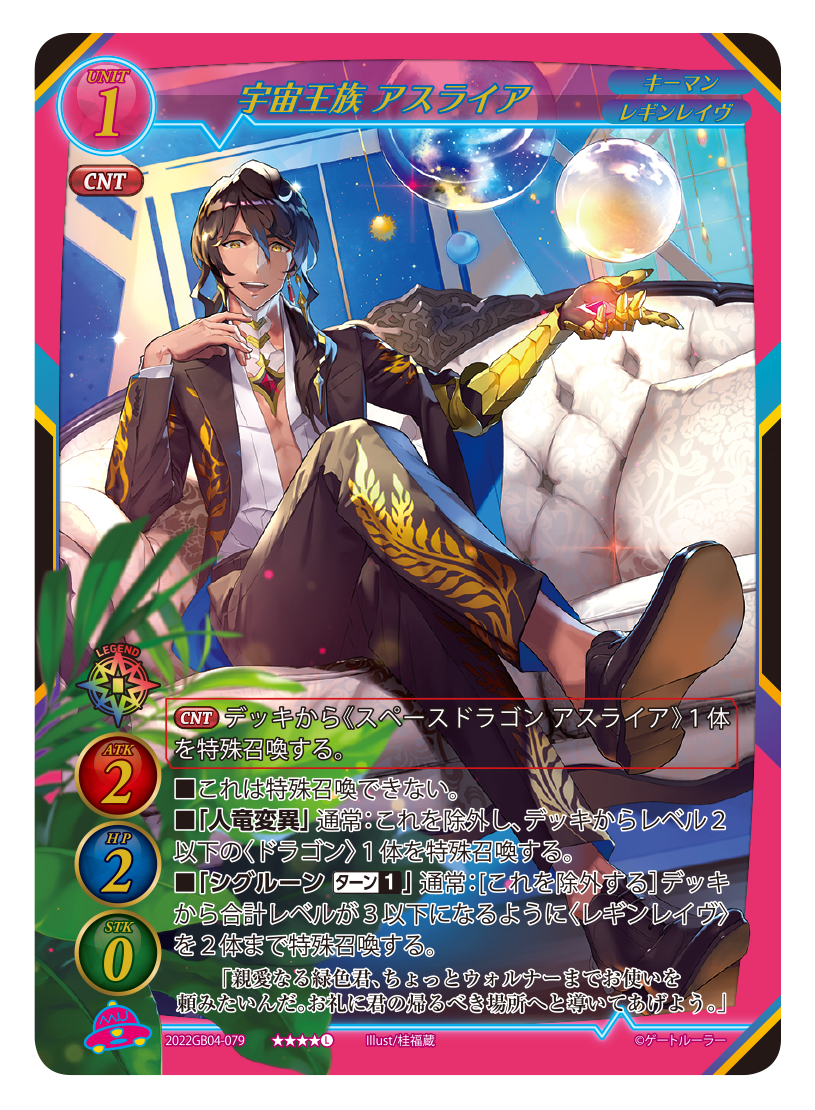 UNIT
1
宇宙王族 アスライア
キーマン
レギンレイヴ
CNT
LEGEND
CNT デッキから《スペースドラゴン アスライア》1体
を特殊召喚する。
ATK
2
■これは特殊召喚できない。
■「人竜変異」通常：これを除外し、デッキからレベル2
以下の〈ドラゴン〉1体を特殊召喚する。
HP
2
■「シグルーン ターン1」通常：[これを除外する]デッキ
から合計レベルが3以下になるように〈レギンレイヴ〉
を2体まで特殊召喚する。
STK
0
「親愛なる緑色君、ちょっとウォルナーまでお使いを
頼みたいんだ。お礼に君の帰るべき場所へと導いてあげよう。」
2022GB04-079 ★★★★L Illust/桂福蔵 ©ゲートルーラー